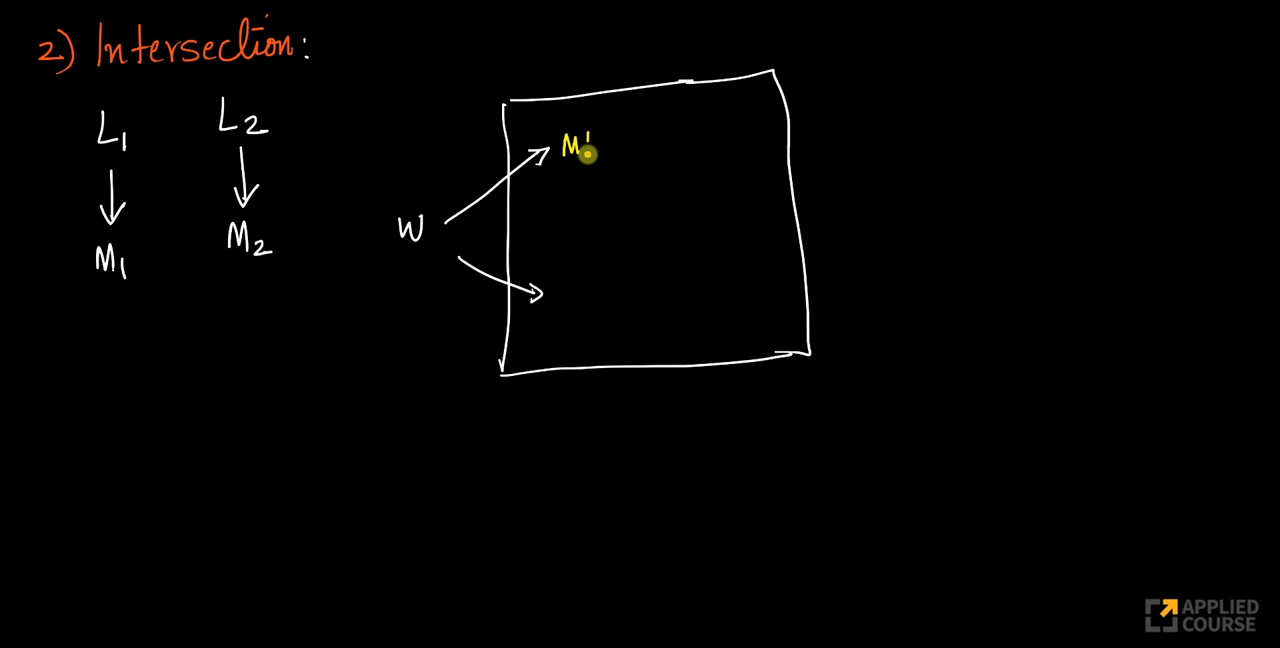 2) Intersection:
L1 L2
M1 M2
W
M
APPLIED
COURSE